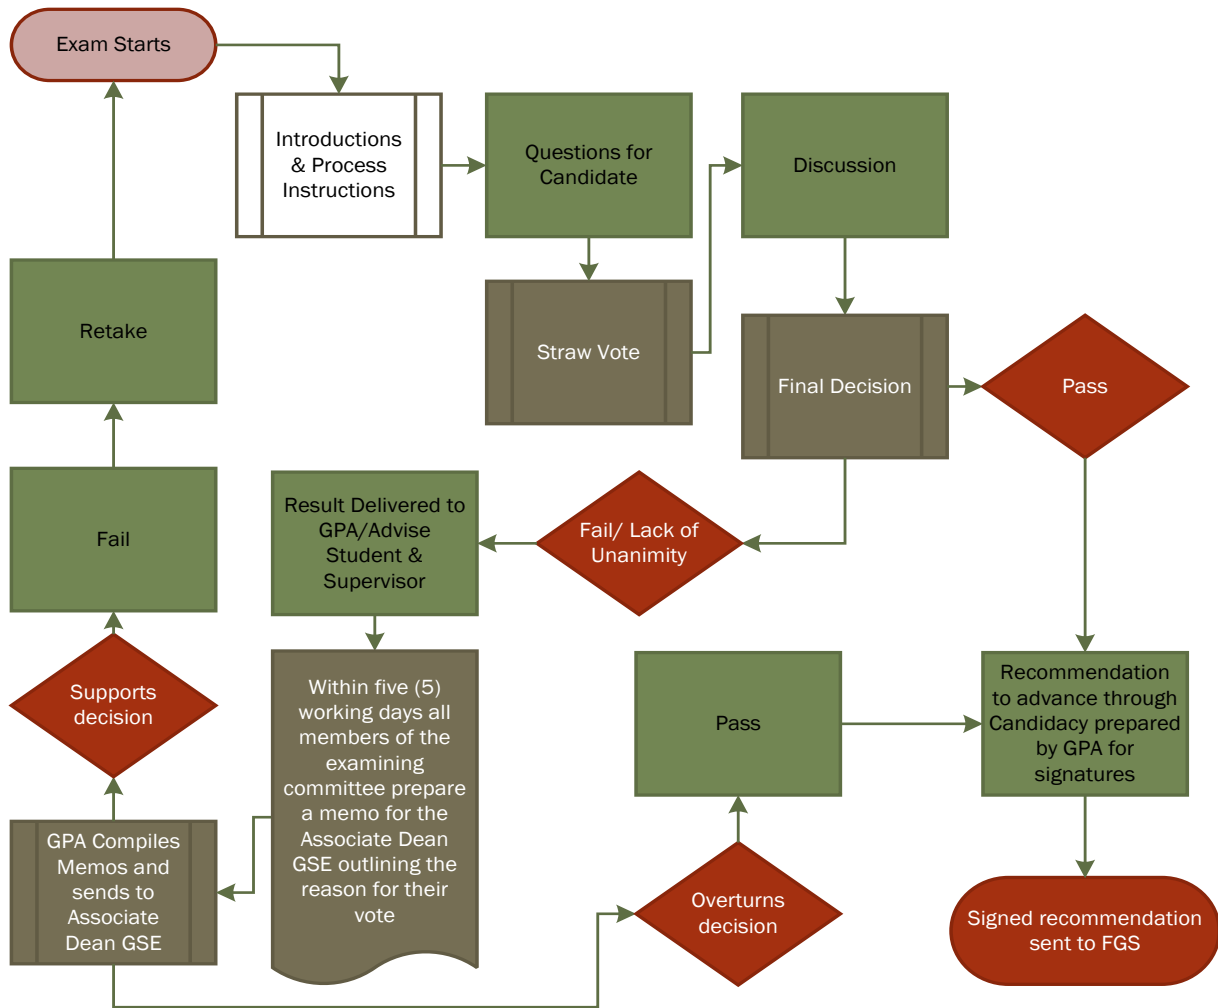 Exam Starts
Introductions
& Process
Instructions
Questions for
Candidate
Discussion
Straw Vote
Final Decision
Pass
Fail/ Lack of
Unanimity
Result Delivered to
GPA/Advise
Student &
Supervisor
Within five (5)
working days all
members of the
examining
committee prepare
a memo for the
Associate Dean
GSE outlining the
reason for their
vote
GPA Compiles
Memos and
sends to
Associate
Dean GSE
Supports
decision
Fail
Retake
Overturns
decision
Pass
Recommendation
to advance through
Candidacy prepared
by GPA for
signatures
Signed recommendation
sent to FGS